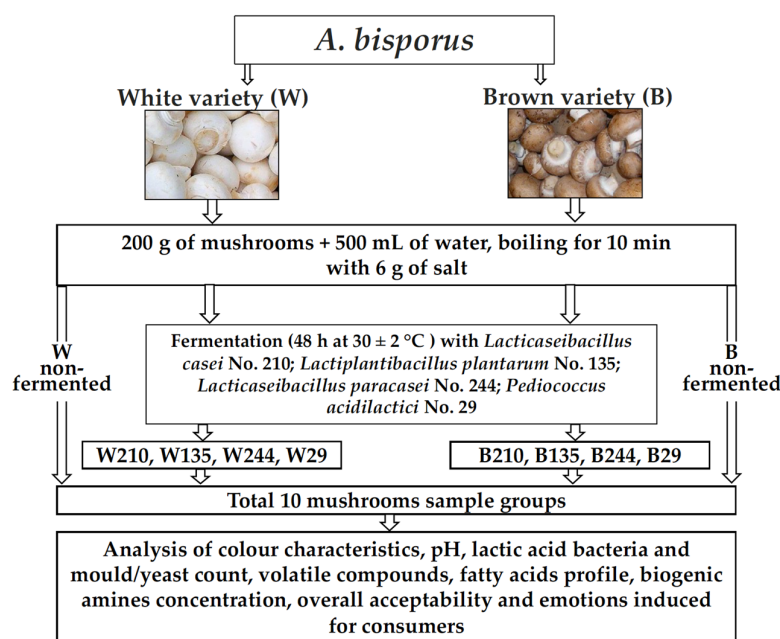 A. bisporus
White variety (W)
Brown variety (B)
200 g of mushrooms + 500 mL of water, boiling for 10 min
with 6 g of salt
W
non-
fermented
Fermentation (48 h at 30 ± 2 °C ) with Lacticaseibacillus
casei No. 210; Lactiplantibacillus plantarum No. 135;
Lacticaseibacillus paracasei No. 244; Pediococcus
acidilactici No. 29
B
non-
fermented
W210, W135, W244, W29
B210, B135, B244, B29
Total 10 mushrooms sample groups
Analysis of colour characteristics, pH, lactic acid bacteria and
mould/yeast count, volatile compounds, fatty acids profile, biogenic
amines concentration, overall acceptability and emotions induced
for consumers